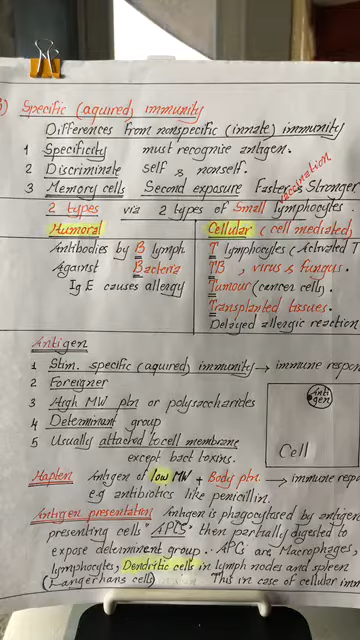 ) Specific (aquired) immunity
Differences from nonspecific (innate) immunity
1 Specificity must recognise antigen.
2 Discriminate self & nonself.
vaccination
3 Memory cells Second exposure Faster & Stronger
2 types via 2 types of Small lymphocytes.
Humoral
Antibodies by B lymph
Against Bacteria
Ig E causes allergy
Cellular (cell mediated)
T lymphocytes (Activated T
TB, virus & fungus.
Tumour (cancer cells)
Transplanted tissues.
Delayed allergic reaction
Antigen
1 Stim. specific (aquired) immunity → immune respon
2 Foreigner
3 High MW ptn or polysaccharides
4 Determinant group
5 Usually attached to cell membrane
except bact toxins.
Antigen
Cell
Hapten Antigen of low MW + Body ptn. → immune respo
e.g antibiotics like penicillin.
Antigen presentation Antigen is phagocytosed by antigen
presenting cells "APCs" then partially digested to
expose determinant group. APCs are Macrophages,
lymphocytes, Dendritic cells in lymph nodes and spleen
(Langerhans cells) This in case of cellular imm